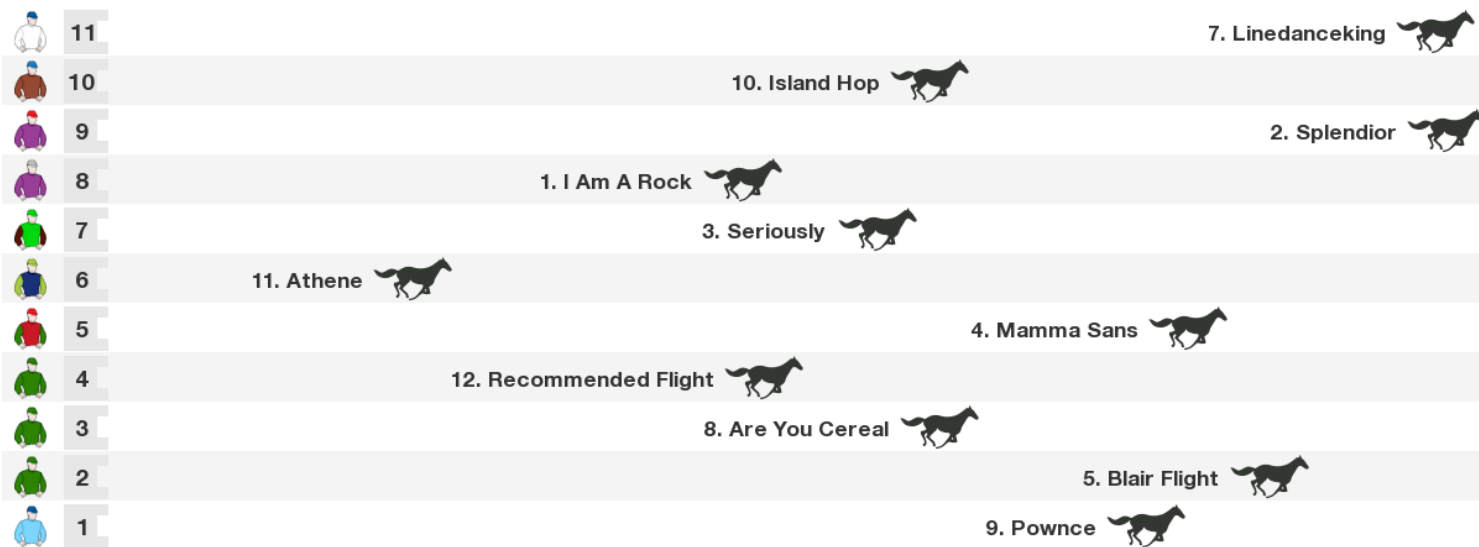 11 7. Linedanceking
10 10. Island Hop
9 2. Splendior
8 1. I Am A Rock
7 3. Seriously
6 11. Athene
5 4. Mamma Sans
4 12. Recommended Flight
3 8. Are You Cereal
2 5. Blair Flight
1 9. Pownce